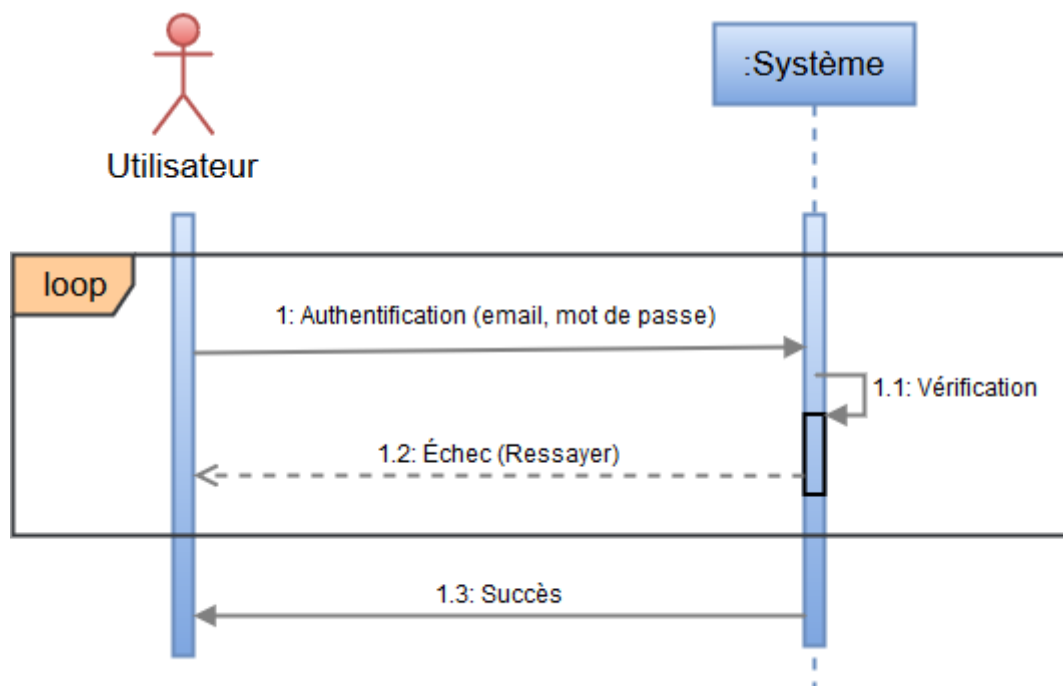 Utilisateur
:Système
loop
1: Authentification (email, mot de passe)
1.1: Vérification
1.2: Échec (Ressayer)
1.3: Succès